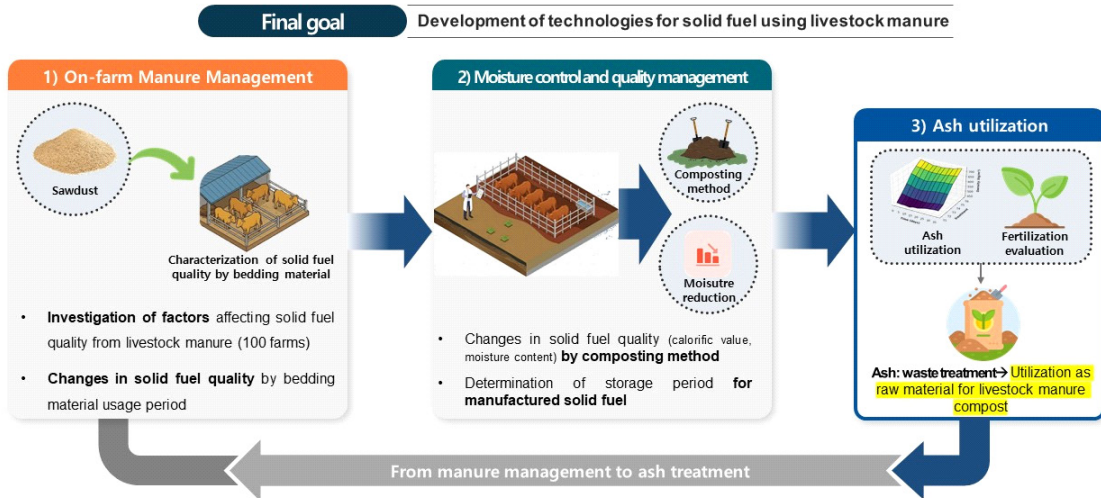 Final goal
Development of technologies for solid fuel using livestock manure
1) On-farm Manure Management
Sawdust
Characterization of solid fuel
quality by bedding material
• Investigation of factors affecting solid fuel
quality from livestock manure (100 farms)
• Changes in solid fuel quality by bedding
material usage period
2) Moisture control and quality management
Composting
method
Moisutre
reduction
• Changes in solid fuel quality (calorific value,
moisture content) by composting method
• Determination of storage period for
manufactured solid fuel
3) Ash utilization
Ash
utilization
Fertilization
evaluation
Ash: waste treatment→ Utilization as
raw material for livestock manure
compost
From manure management to ash treatment